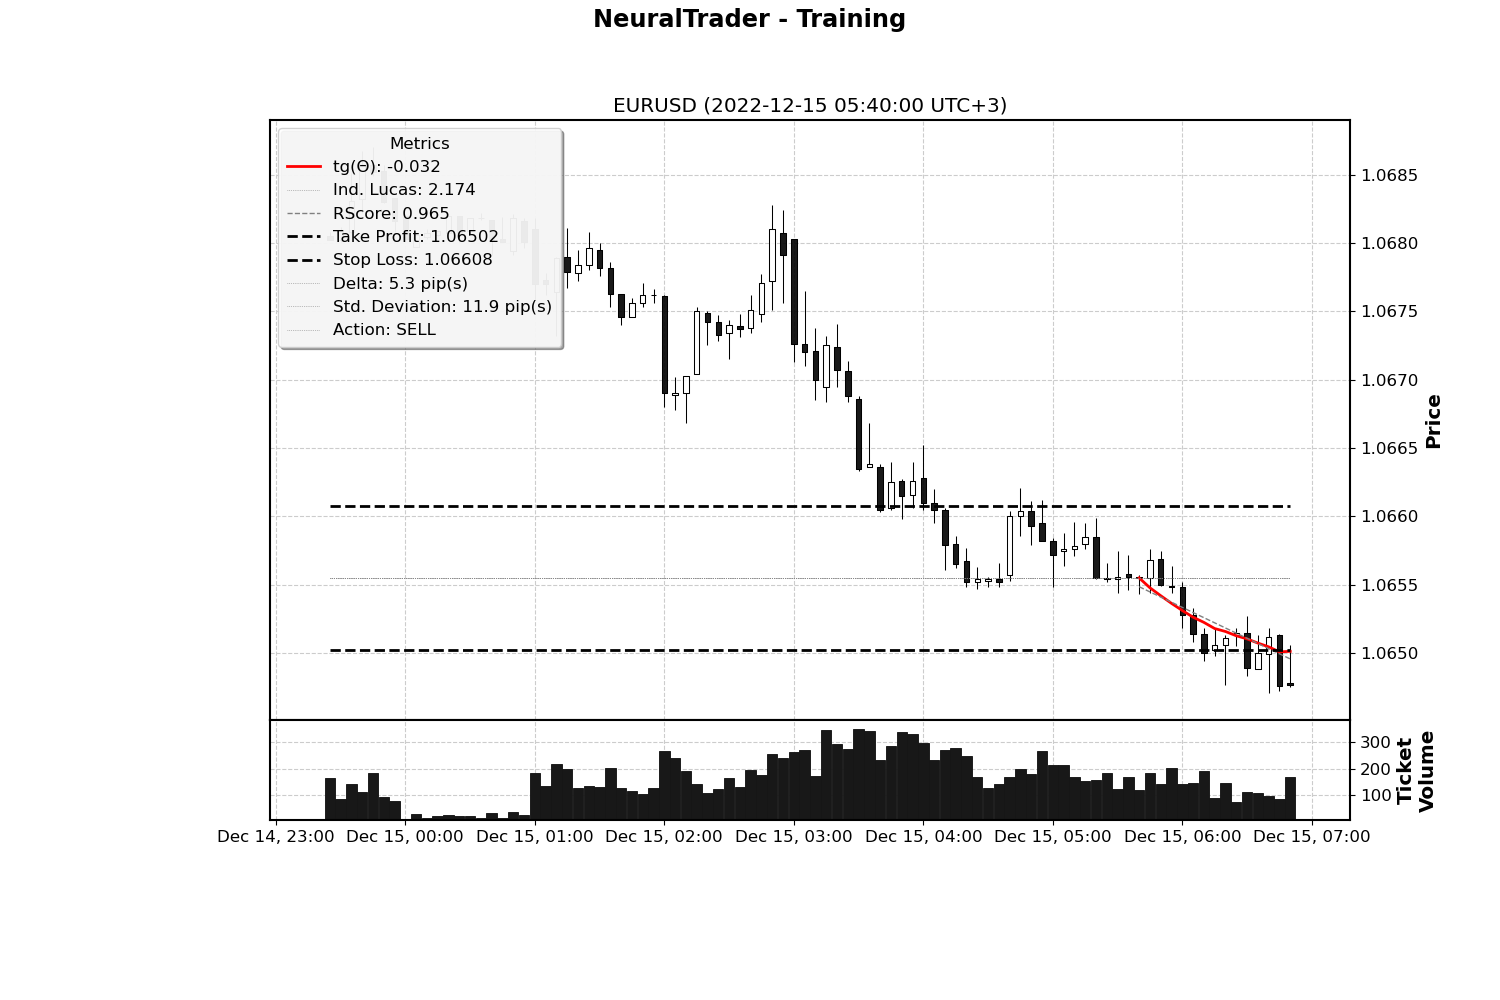 NeuralTrader - Training
EURUSD (2022-12-15 05:40:00 UTC+3)
Metrics
tg(Θ): -0.032
Ind. Lucas: 2.174
RScore: 0.965
Take Profit: 1.06502
Stop Loss: 1.06608
Delta: 5.3 pip(s)
Std. Deviation: 11.9 pip(s)
Action: SELL
1.0685
1.0680
1.0675
1.0670
1.0665
1.0660
1.0655
1.0650
Price
300
200
100
Ticket
Volume
Dec 14, 23:00 Dec 15, 00:00 Dec 15, 01:00 Dec 15, 02:00 Dec 15, 03:00 Dec 15, 04:00 Dec 15, 05:00 Dec 15, 06:00 Dec 15, 07:00